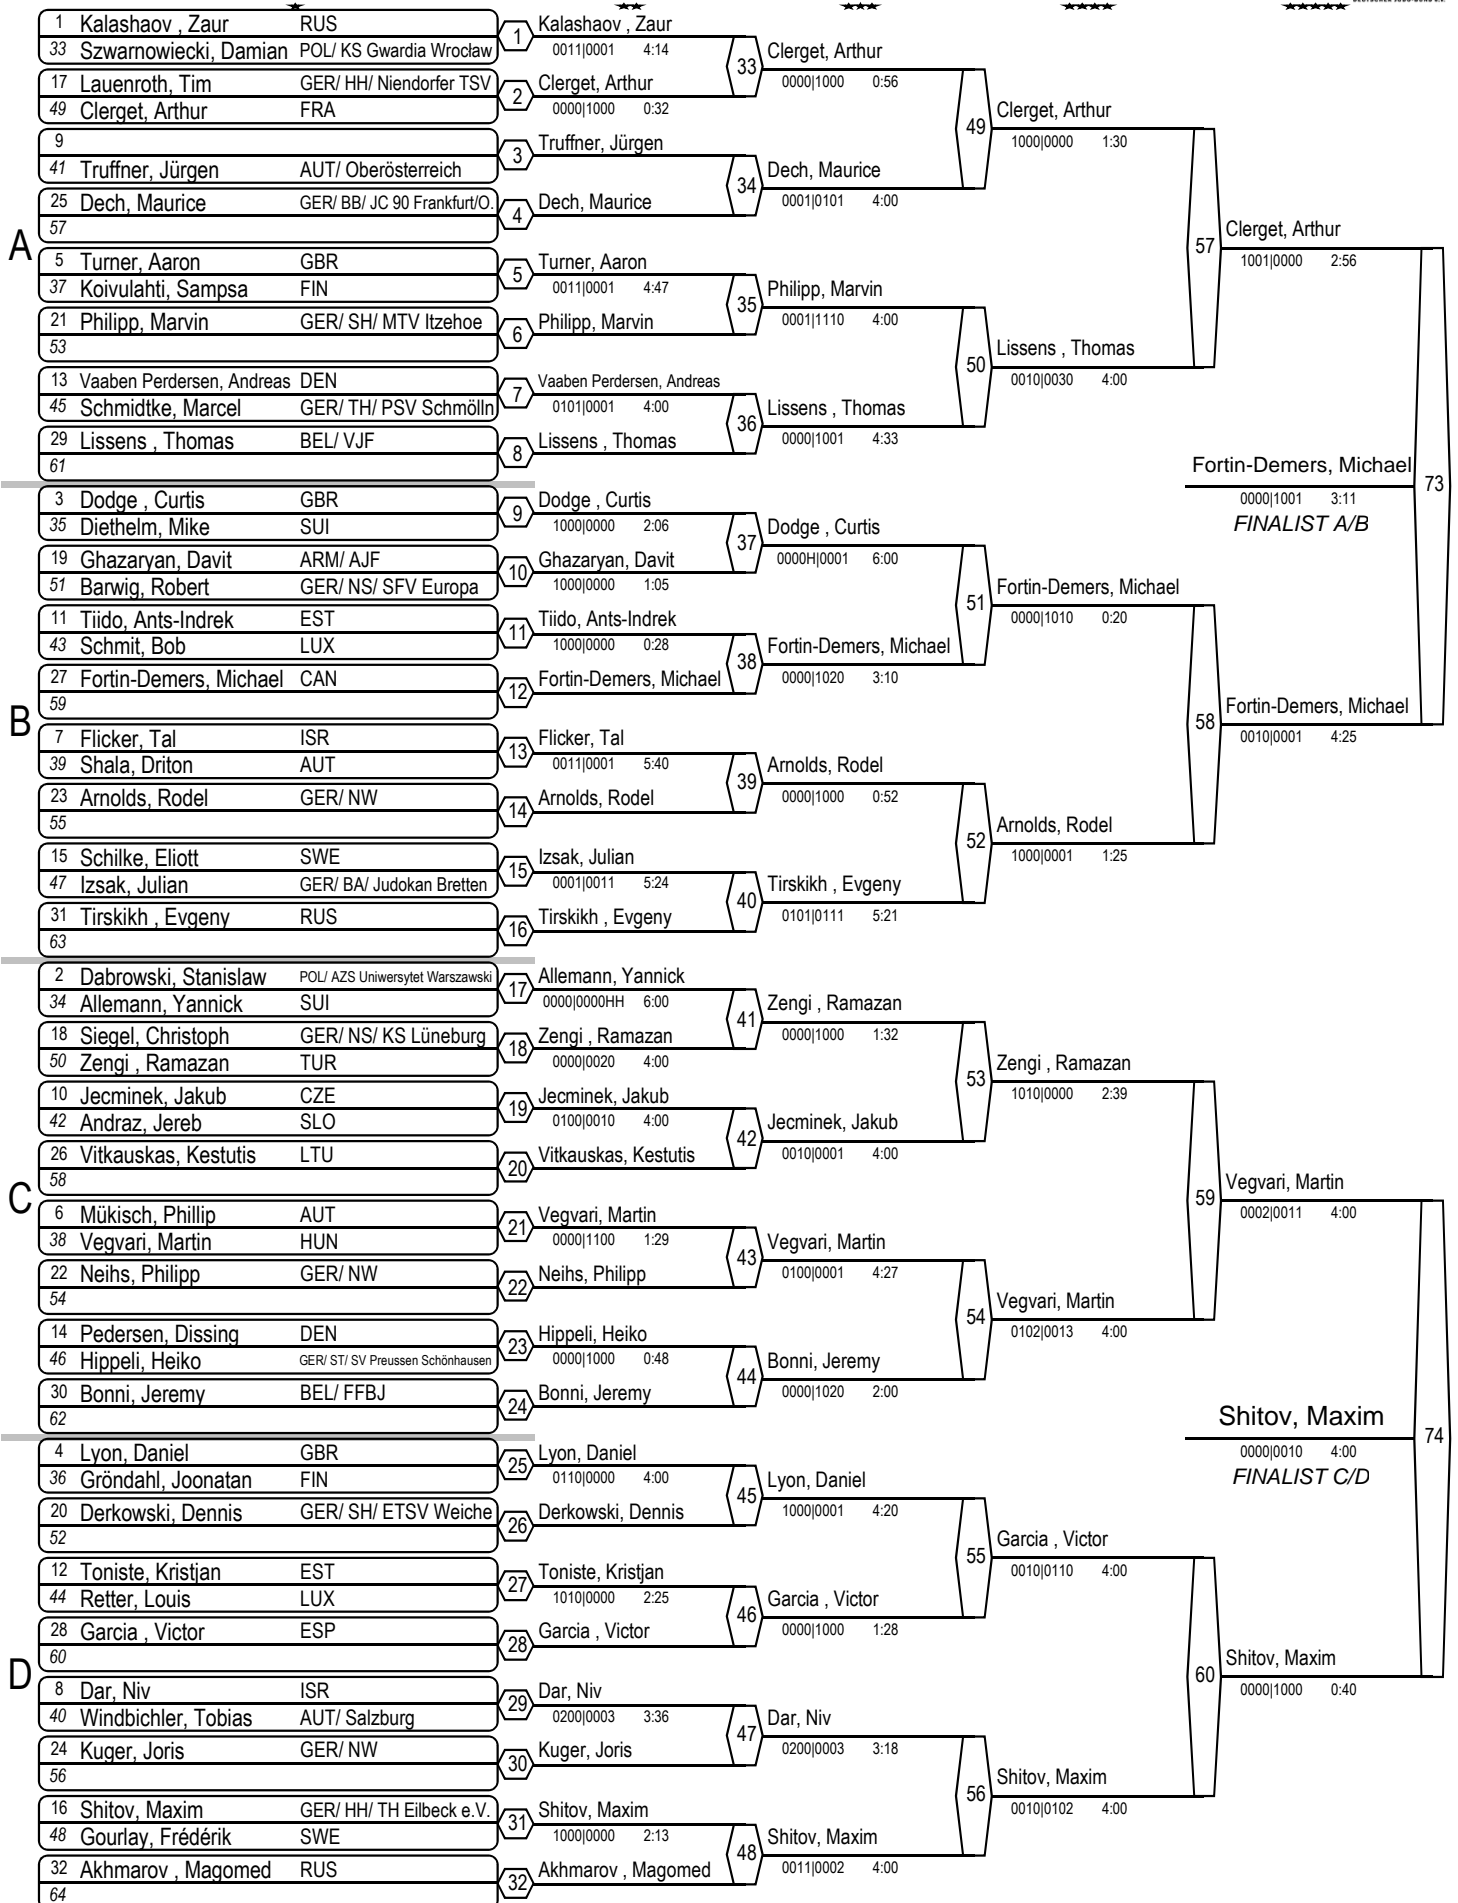 1 Kalashaov , Zaur RUS
33 Szwarnowiecki, Damian POL/ KS Gwardia Wrocław
1
Kalashaov , Zaur
0011|0001 4:14
17 Lauenroth, Tim GER/ HH/ Niendorfer TSV
49 Clerget, Arthur FRA
2
Clerget, Arthur
0000|1000 0:32
33
Clerget, Arthur
0000|1000 0:56
9
41 Truffner, Jürgen AUT/ Oberösterreich
3
Truffner, Jürgen
25 Dech, Maurice GER/ BB/ JC 90 Frankfurt/O.
57
4
Dech, Maurice
34
Dech, Maurice
0001|0101 4:00
49
Clerget, Arthur
1000|0000 1:30
A
5 Turner, Aaron GBR
37 Koivulahti, Sampsa FIN
5
Turner, Aaron
0011|0001 4:47
21 Philipp, Marvin GER/ SH/ MTV Itzehoe
53
6
Philipp, Marvin
35
Philipp, Marvin
0001|1110 4:00
13 Vaaben Perdersen, Andreas DEN
45 Schmidtke, Marcel GER/ TH/ PSV Schmölln
7
Vaaben Perdersen, Andreas
0101|0001 4:00
29 Lissens , Thomas BEL/ VJF
61
8
Lissens , Thomas
36
Lissens , Thomas
0000|1001 4:33
50
Lissens , Thomas
0010|0030 4:00
57
Clerget, Arthur
1001|0000 2:56
3 Dodge , Curtis GBR
35 Diethelm, Mike SUI
9
Dodge , Curtis
1000|0000 2:06
19 Ghazaryan, Davit ARM/ AJF
51 Barwig, Robert GER/ NS/ SFV Europa
10
Ghazaryan, Davit
1000|0000 1:05
37
Dodge , Curtis
0000H|0001 6:00
11 Tiido, Ants-Indrek EST
43 Schmit, Bob LUX
11
Tiido, Ants-Indrek
1000|0000 0:28
27 Fortin-Demers, Michael CAN
59
12
Fortin-Demers, Michael
38
Fortin-Demers, Michael
0000|1020 3:10
51
Fortin-Demers, Michael
0000|1010 0:20
B
7 Flicker, Tal ISR
39 Shala, Driton AUT
13
Flicker, Tal
0011|0001 5:40
23 Arnolds, Rodel GER/ NW
55
14
Arnolds, Rodel
39
Arnolds, Rodel
0000|1000 0:52
15 Schilke, Eliott SWE
47 Izsak, Julian GER/ BA/ Judokan Bretten
15
Izsak, Julian
0001|0011 5:24
31 Tirskikh , Evgeny RUS
63
16
Tirskikh , Evgeny
40
Tirskikh , Evgeny
0101|0111 5:21
52
Arnolds, Rodel
1000|0001 1:25
58
Fortin-Demers, Michael
0010|0001 4:25
Fortin-Demers, Michael
0000|1001 3:11
FINALIST A/B
73
2 Dabrowski, Stanislaw POL/ AZS Uniwersytet Warszawski
34 Allemann, Yannick SUI
17
Allemann, Yannick
0000|0000HH 6:00
18 Siegel, Christoph GER/ NS/ KS Lüneburg
50 Zengi , Ramazan TUR
18
Zengi , Ramazan
0000|0020 4:00
41
Zengi , Ramazan
0000|1000 1:32
10 Jecminek, Jakub CZE
42 Andraz, Jereb SLO
19
Jecminek, Jakub
0100|0010 4:00
26 Vitkauskas, Kestutis LTU
58
20
Vitkauskas, Kestutis
42
Jecminek, Jakub
0010|0001 4:00
53
Zengi , Ramazan
1010|0000 2:39
C
6 Mükisch, Phillip AUT
38 Vegvari, Martin HUN
21
Vegvari, Martin
0000|1100 1:29
22 Neihs, Philipp GER/ NW
54
22
Neihs, Philipp
43
Vegvari, Martin
0100|0001 4:27
14 Pedersen, Dissing DEN
46 Hippeli, Heiko GER/ ST/ SV Preussen Schönhausen
23
Hippeli, Heiko
0000|1000 0:48
30 Bonni, Jeremy BEL/ FFBJ
62
24
Bonni, Jeremy
44
Bonni, Jeremy
0000|1020 2:00
54
Vegvari, Martin
0102|0013 4:00
59
Vegvari, Martin
0002|0011 4:00
4 Lyon, Daniel GBR
36 Gröndahl, Joonatan FIN
25
Lyon, Daniel
0110|0000 4:00
20 Derkowski, Dennis GER/ SH/ ETSV Weiche
52
26
Derkowski, Dennis
45
Lyon, Daniel
1000|0001 4:20
12 Toniste, Kristjan EST
44 Retter, Louis LUX
27
Toniste, Kristjan
1010|0000 2:25
28 Garcia , Victor ESP
60
28
Garcia , Victor
46
Garcia , Victor
0000|1000 1:28
55
Garcia , Victor
0010|0110 4:00
D
8 Dar, Niv ISR
40 Windbichler, Tobias AUT/ Salzburg
29
Dar, Niv
0200|0003 3:36
24 Kuger, Joris GER/ NW
56
30
Kuger, Joris
47
Dar, Niv
0200|0003 3:18
16 Shitov, Maxim GER/ HH/ TH Eilbeck e.V.
48 Gourlay, Frédérik SWE
31
Shitov, Maxim
1000|0000 2:13
32 Akhmarov , Magomed RUS
64
32
Akhmarov , Magomed
48
Shitov, Maxim
0011|0002 4:00
56
Shitov, Maxim
0010|0102 4:00
60
Shitov, Maxim
0000|1000 0:40
Shitov, Maxim
0000|0010 4:00
FINALIST C/D
74